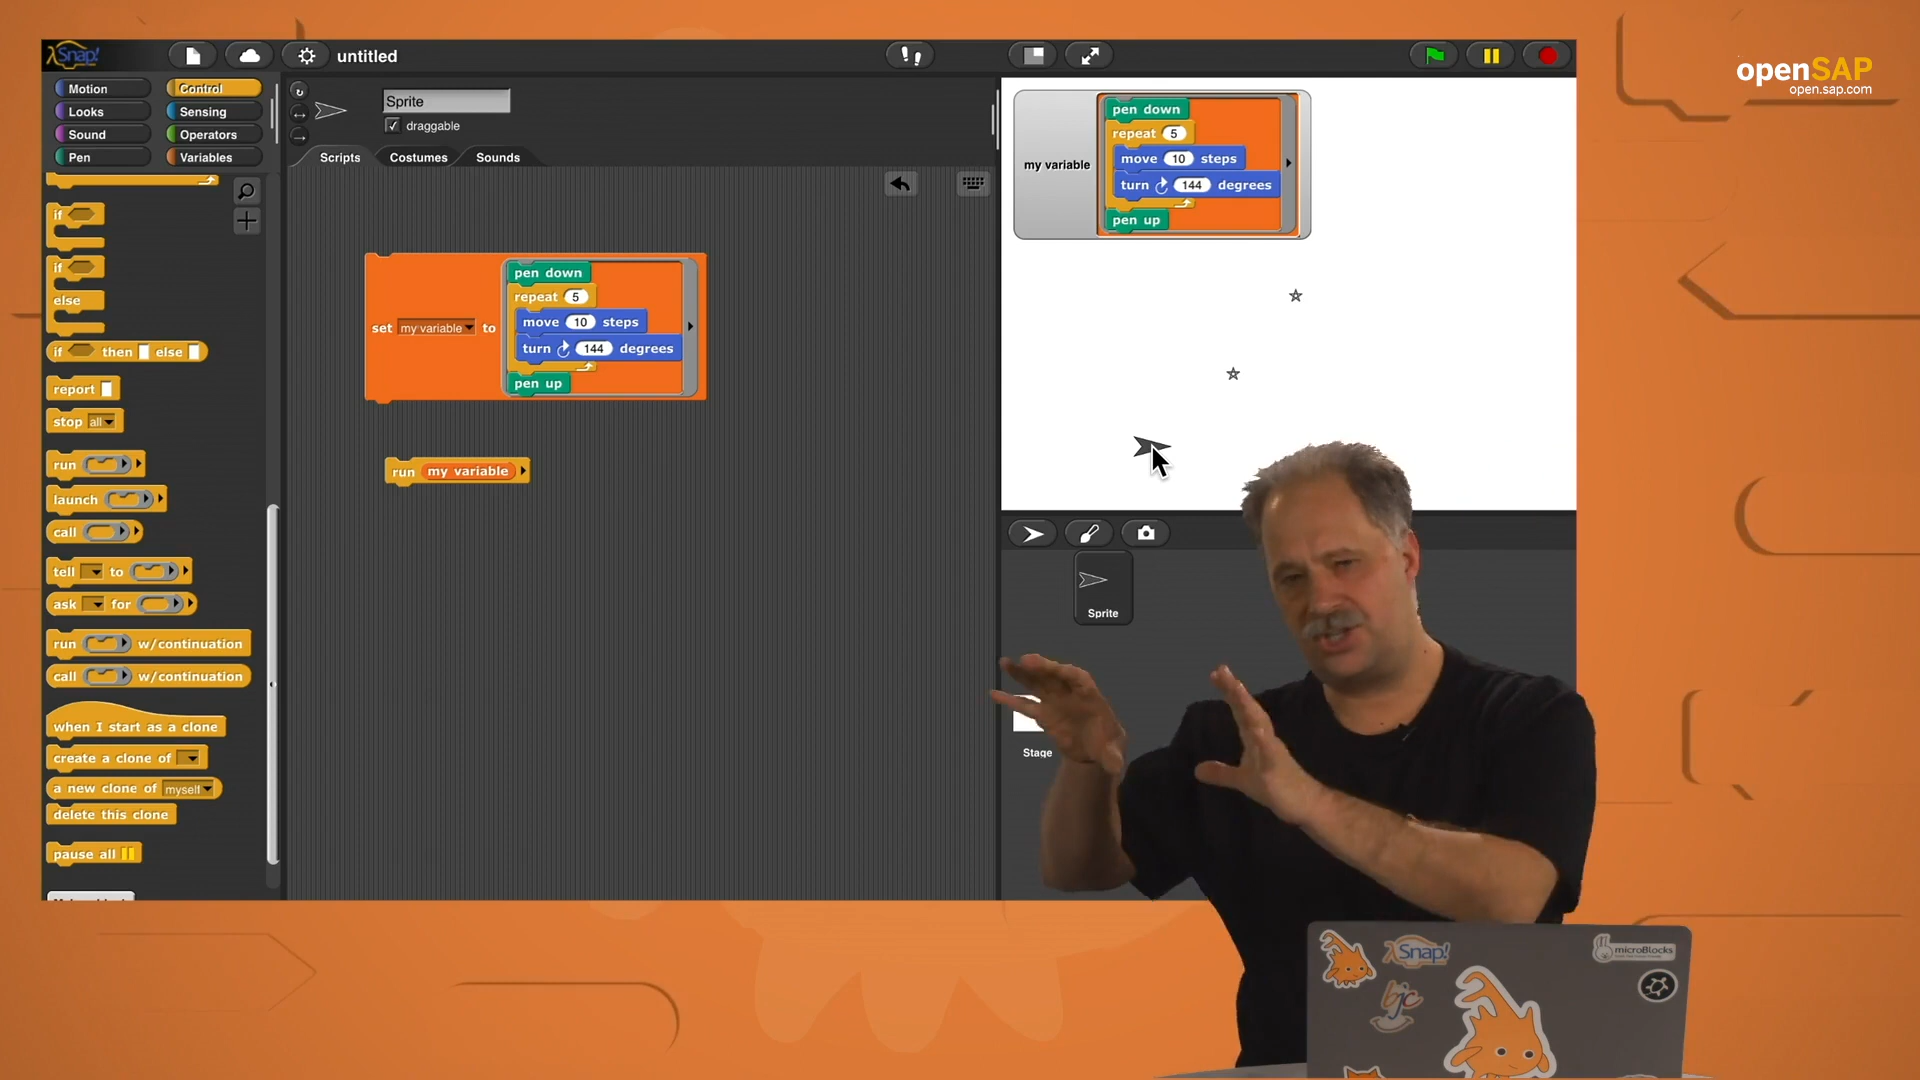 λSnap!
untitled
openSAP
open.sap.com
Motion
Control
Looks
Sensing
Sound
Operators
Pen
Variables
Sprite
draggable
Scripts
Costumes
Sounds
if
if
else
if then else
report
stop all
run
launch
call
tell to
ask for
run w/continuation
call w/continuation
when I start as a clone
create a clone of
a new clone of myself
delete this clone
pause all
set my variable to
pen down
repeat 5
move 10 steps
turn 144 degrees
pen up
run my variable
my variable
pen down
repeat 5
move 10 steps
turn 144 degrees
pen up
Sprite
Stage
λSnap!
microBlocks
bjc